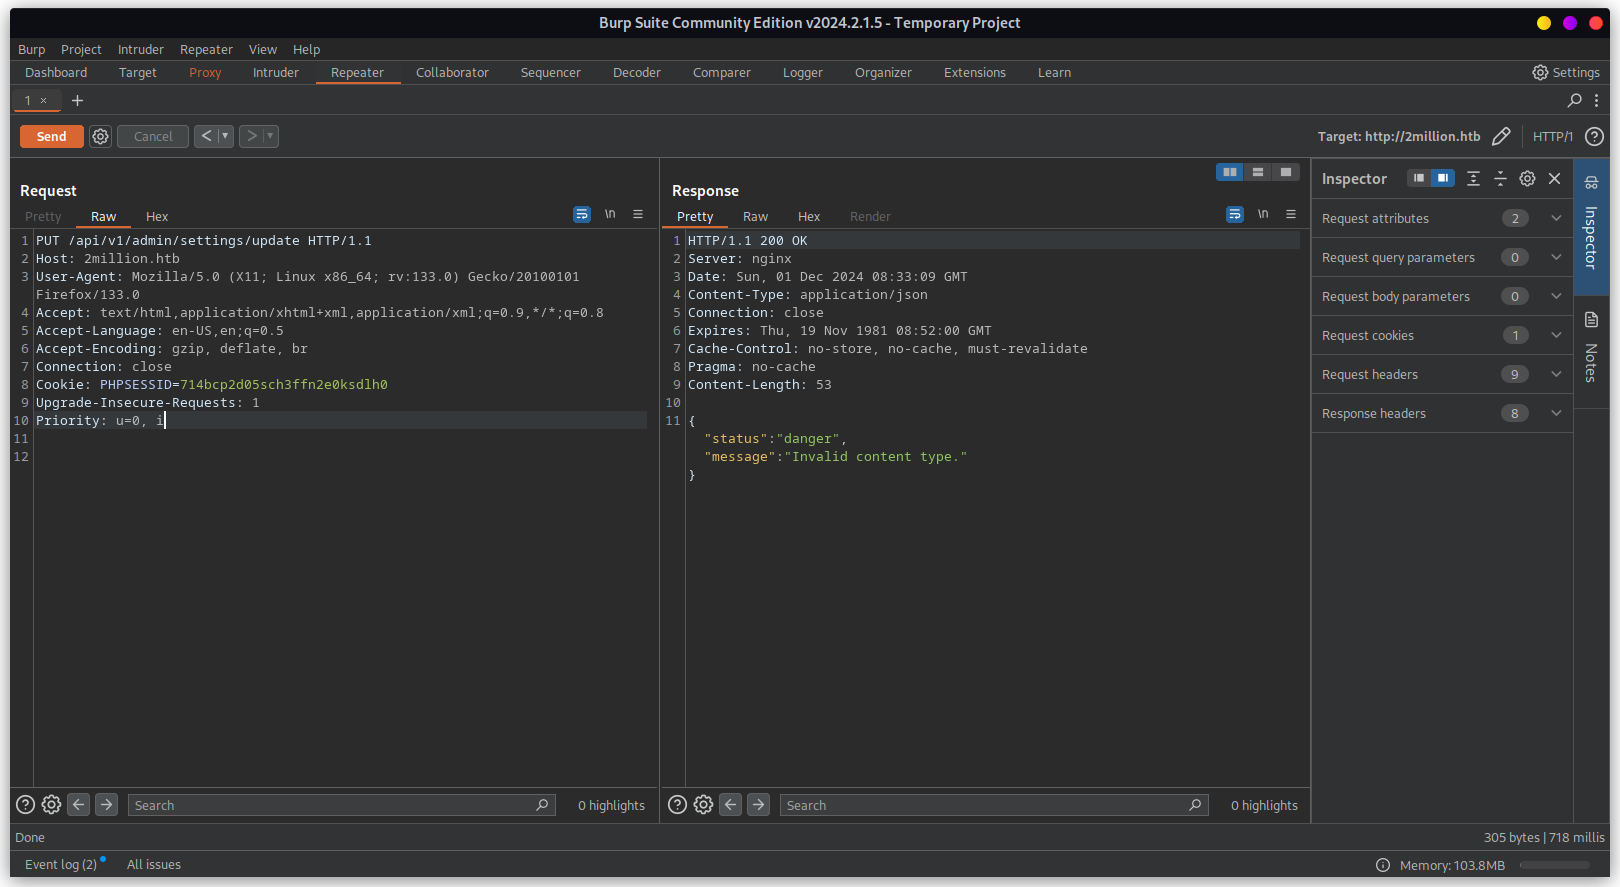 Burp Suite Community Edition v2024.2.1.5 - Temporary Project
Burp Project Intruder Repeater View Help
Dashboard Target Proxy Intruder Repeater Collaborator Sequencer Decoder Comparer Logger Organizer Extensions Learn Settings
1 × +
Send Cancel < > Target: http://2million.htb HTTP/1 ?
Request
Pretty Raw Hex \n
1 PUT /api/v1/admin/settings/update HTTP/1.1
2 Host: 2million.htb
3 User-Agent: Mozilla/5.0 (X11; Linux x86_64; rv:133.0) Gecko/20100101
Firefox/133.0
4 Accept: text/html,application/xhtml+xml,application/xml;q=0.9,*/*;q=0.8
5 Accept-Language: en-US,en;q=0.5
6 Accept-Encoding: gzip, deflate, br
7 Connection: close
8 Cookie: PHPSESSID=714bcp2d05sch3ffn2e0ksdlh0
9 Upgrade-Insecure-Requests: 1
10 Priority: u=0, i
11
12
Response
Pretty Raw Hex Render \n
1 HTTP/1.1 200 OK
2 Server: nginx
3 Date: Sun, 01 Dec 2024 08:33:09 GMT
4 Content-Type: application/json
5 Connection: close
6 Expires: Thu, 19 Nov 1981 08:52:00 GMT
7 Cache-Control: no-store, no-cache, must-revalidate
8 Pragma: no-cache
9 Content-Length: 53
10
11 {
"status":"danger",
"message":"Invalid content type."
}
Inspector
Request attributes 2
Request query parameters 0
Request body parameters 0
Request cookies 1
Request headers 9
Response headers 8
Inspector
Notes
? Search 0 highlights
? Search 0 highlights
Done 305 bytes | 718 millis
Event log (2) All issues Memory: 103.8MB